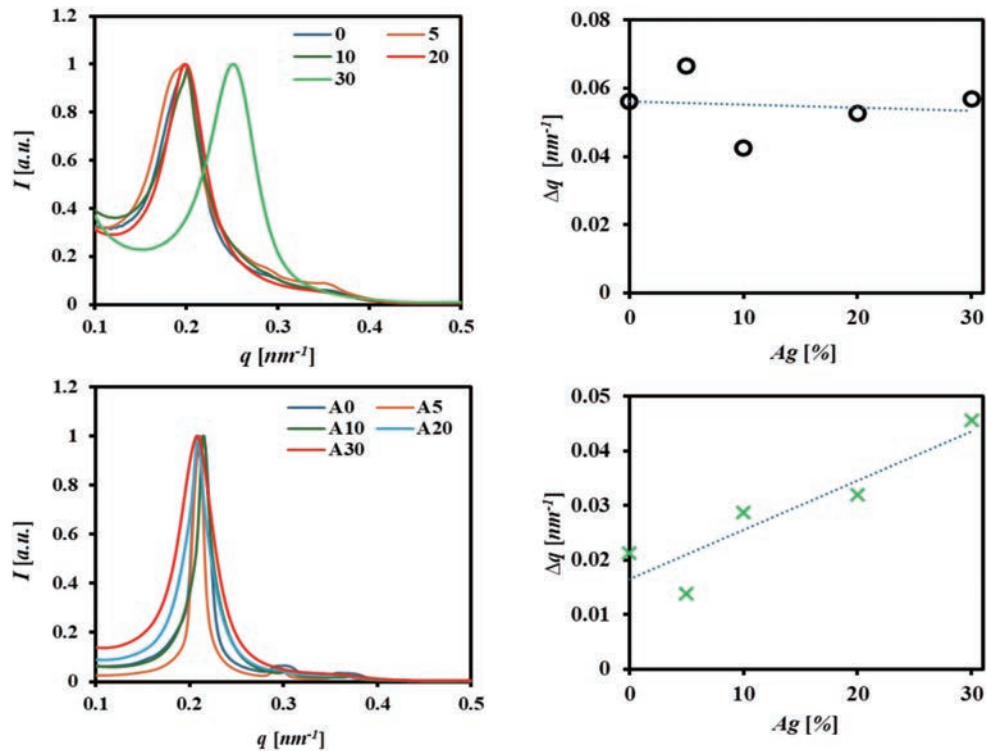 1.2
1
0.8
0.6
0.4
0.2
0
I [a.u.]
0 5
10 20
30
0.1 0.2 0.3 0.4 0.5
q [nm-1]
0.08
0.06
0.04
0.02
0
Δq [nm-1]
0 10 20 30
Ag [%]
1.2
1
0.8
0.6
0.4
0.2
0
I [a.u.]
A0 A5
A10 A20
A30
0.1 0.2 0.3 0.4 0.5
q [nm-1]
0.05
0.04
0.03
0.02
0.01
0
Δq [nm-1]
0 10 20 30
Ag [%]